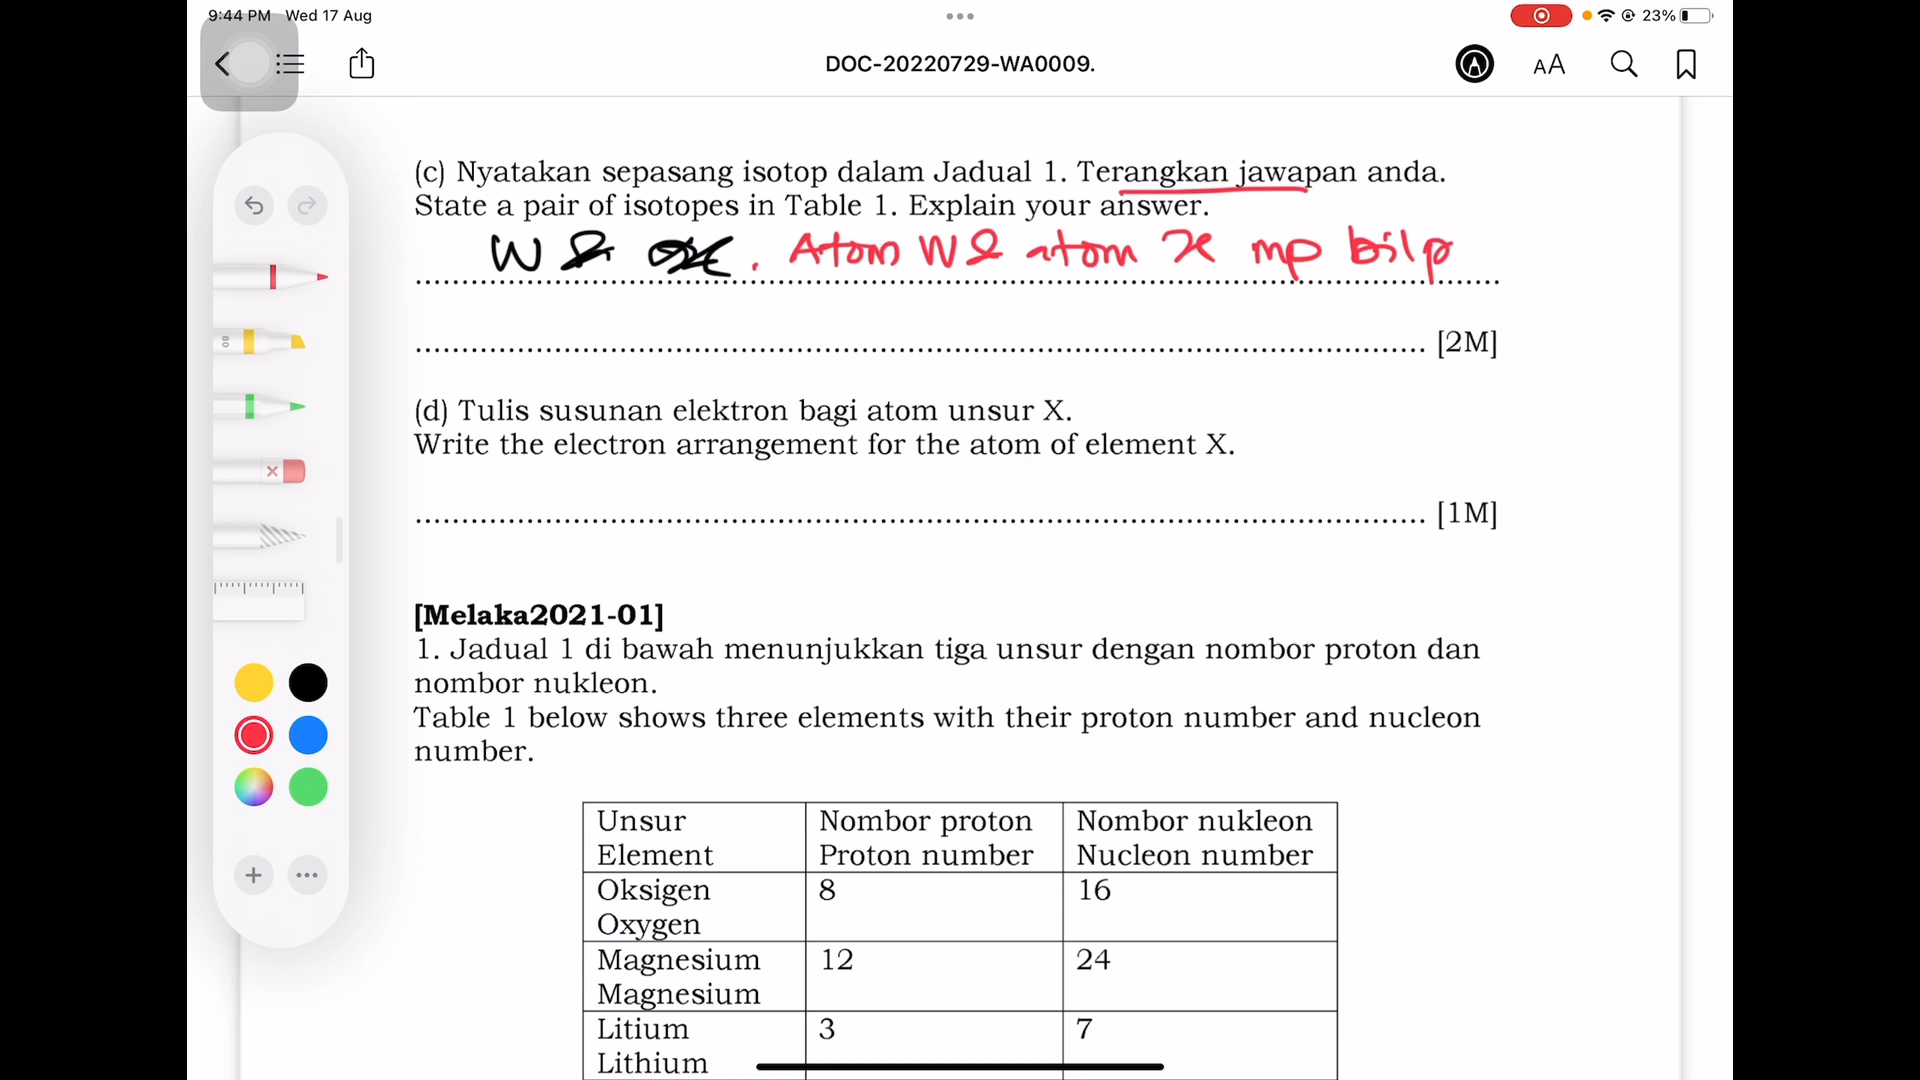 9:44 PM Wed 17 Aug
23%
DOC-20220729-WA0009.
AA
(c) Nyatakan sepasang isotop dalam Jadual 1. Terangkan jawapan anda.
State a pair of isotopes in Table 1. Explain your answer.
W & . Atom W & atom X mp bilp
[2M]
(d) Tulis susunan elektron bagi atom unsur X.
Write the electron arrangement for the atom of element X.
[1M]
[Melaka2021-01]
1. Jadual 1 di bawah menunjukkan tiga unsur dengan nombor proton dan
nombor nukleon.
Table 1 below shows three elements with their proton number and nucleon
number.
Unsur Nombor proton Nombor nukleon
Element Proton number Nucleon number
Oksigen 8 16
Oxygen
Magnesium 12 24
Magnesium
Litium 3 7
Lithium
80